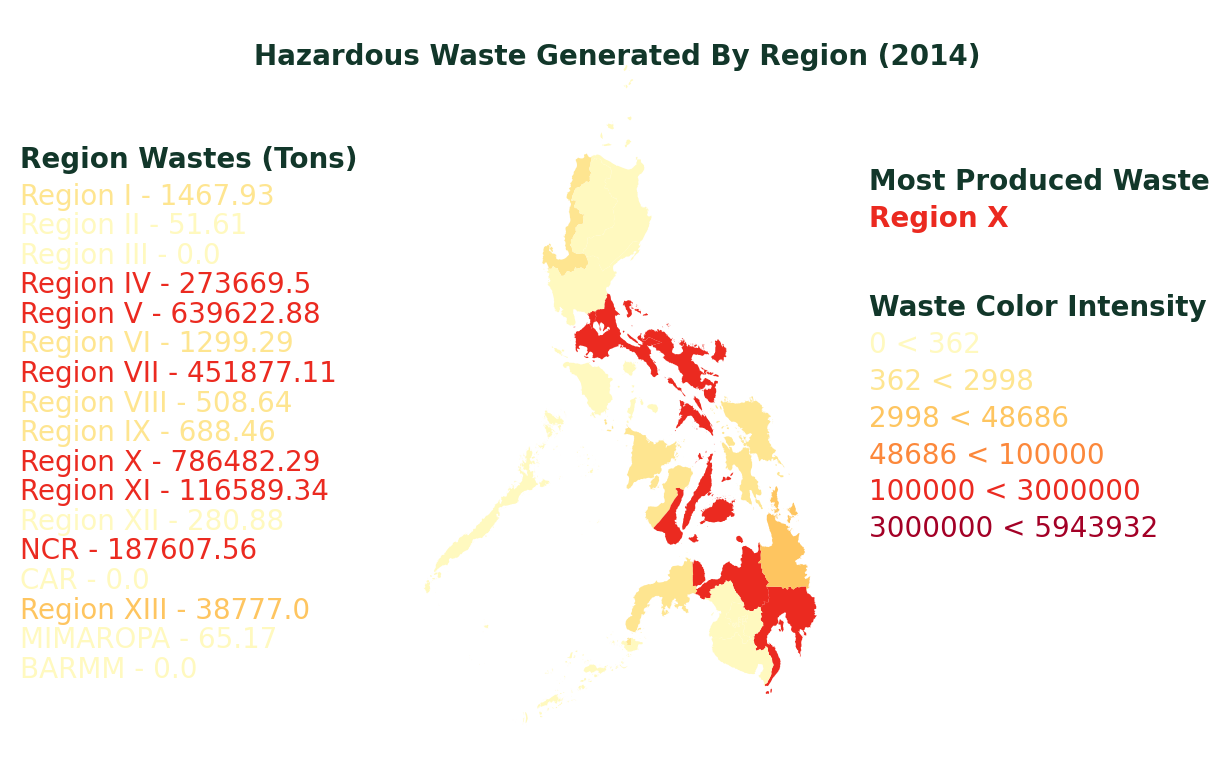 Hazardous Waste Generated By Region (2014)
Region Wastes (Tons)
Region I - 1467.93
Region II - 51.61
Region III - 0.0
Region IV - 273669.5
Region V - 639622.88
Region VI - 1299.29
Region VII - 451877.11
Region VIII - 508.64
Region IX - 688.46
Region X - 786482.29
Region XI - 116589.34
Region XII - 280.88
NCR - 187607.56
CAR - 0.0
Region XIII - 38777.0
MIMAROPA - 65.17
BARMM - 0.0
Most Produced Waste
Region X
Waste Color Intensity
0 < 362
362 < 2998
2998 < 48686
48686 < 100000
100000 < 3000000
3000000 < 5943932